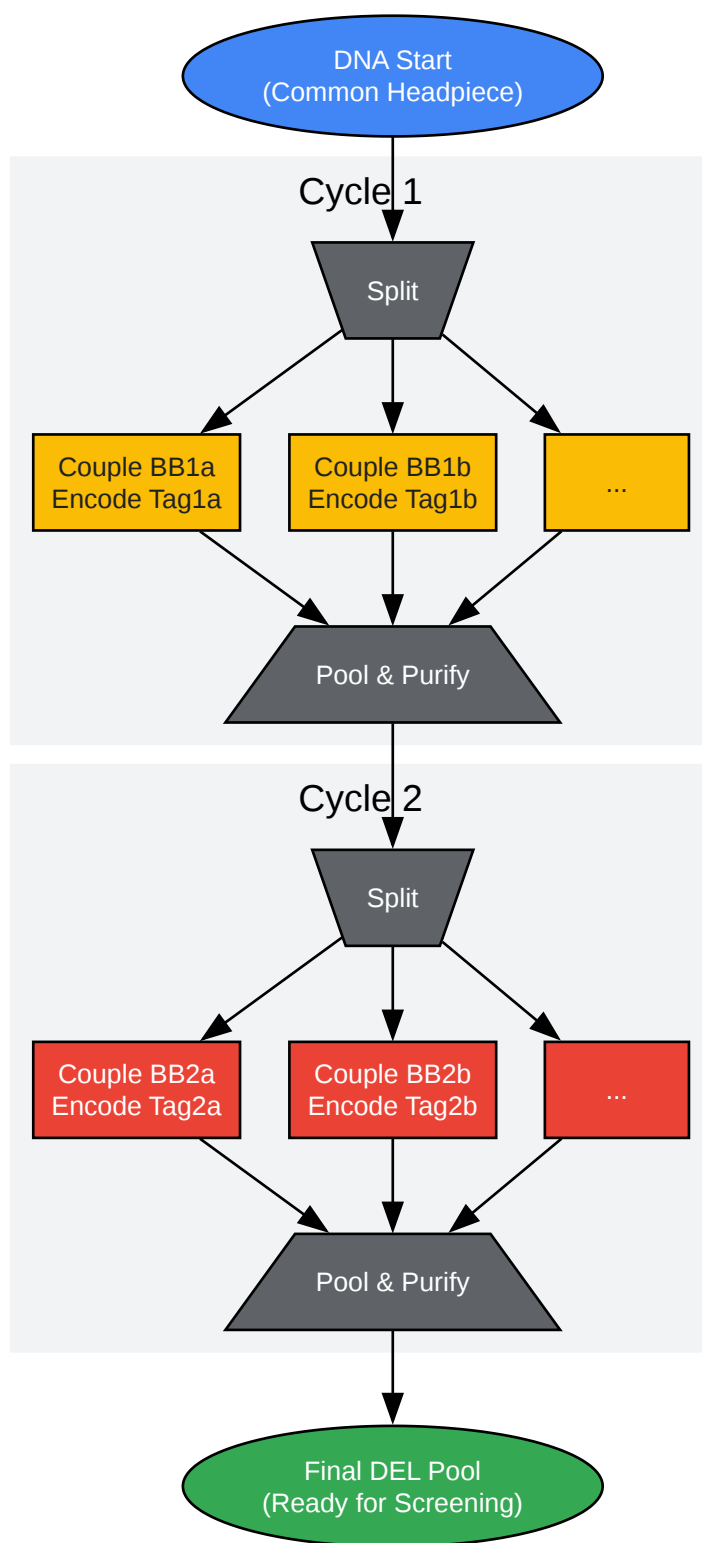 DNA Start
(Common Headpiece)
Cycle 1
Split
Couple BB1a
Encode Tag1a
Couple BB1b
Encode Tag1b
...
Pool & Purify
Cycle 2
Split
Couple BB2a
Encode Tag2a
Couple BB2b
Encode Tag2b
...
Pool & Purify
Final DEL Pool
(Ready for Screening)